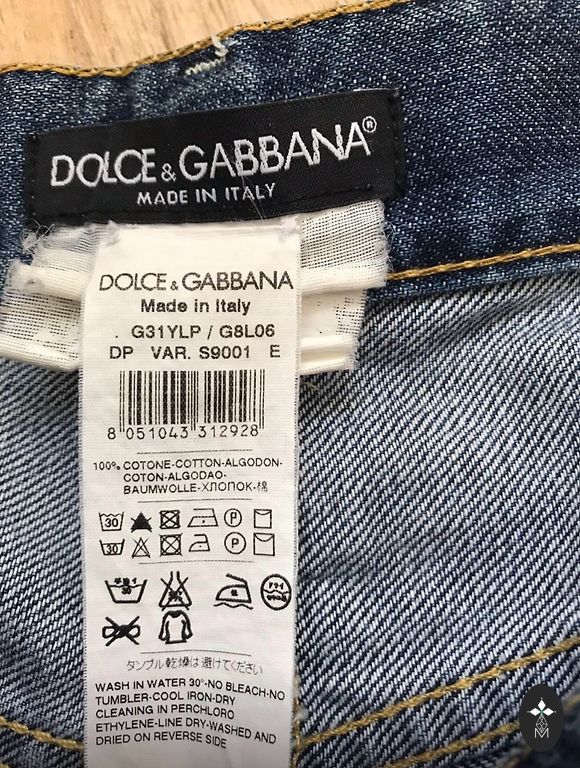 DOLCE & GABBANA®
MADE IN ITALY
DOLCE & GABBANA
Made in Italy
. G31YLP / G8L06
DP VAR. S9001 E
8 051043 312928
100% COTONE-COTTON-ALGODON-
COTON-ALGODAO-
BAUMWOLLE-ХЛОПОК-棉
30 P
30 P
ドライ
タンブル乾燥は避けてください
WASH IN WATER 30°-NO BLEACH-NO
TUMBLER-COOL IRON-DRY
CLEANING IN PERCHLORO
ETHYLENE-LINE DRY-WASHED AND
DRIED ON REVERSE SIDE
M